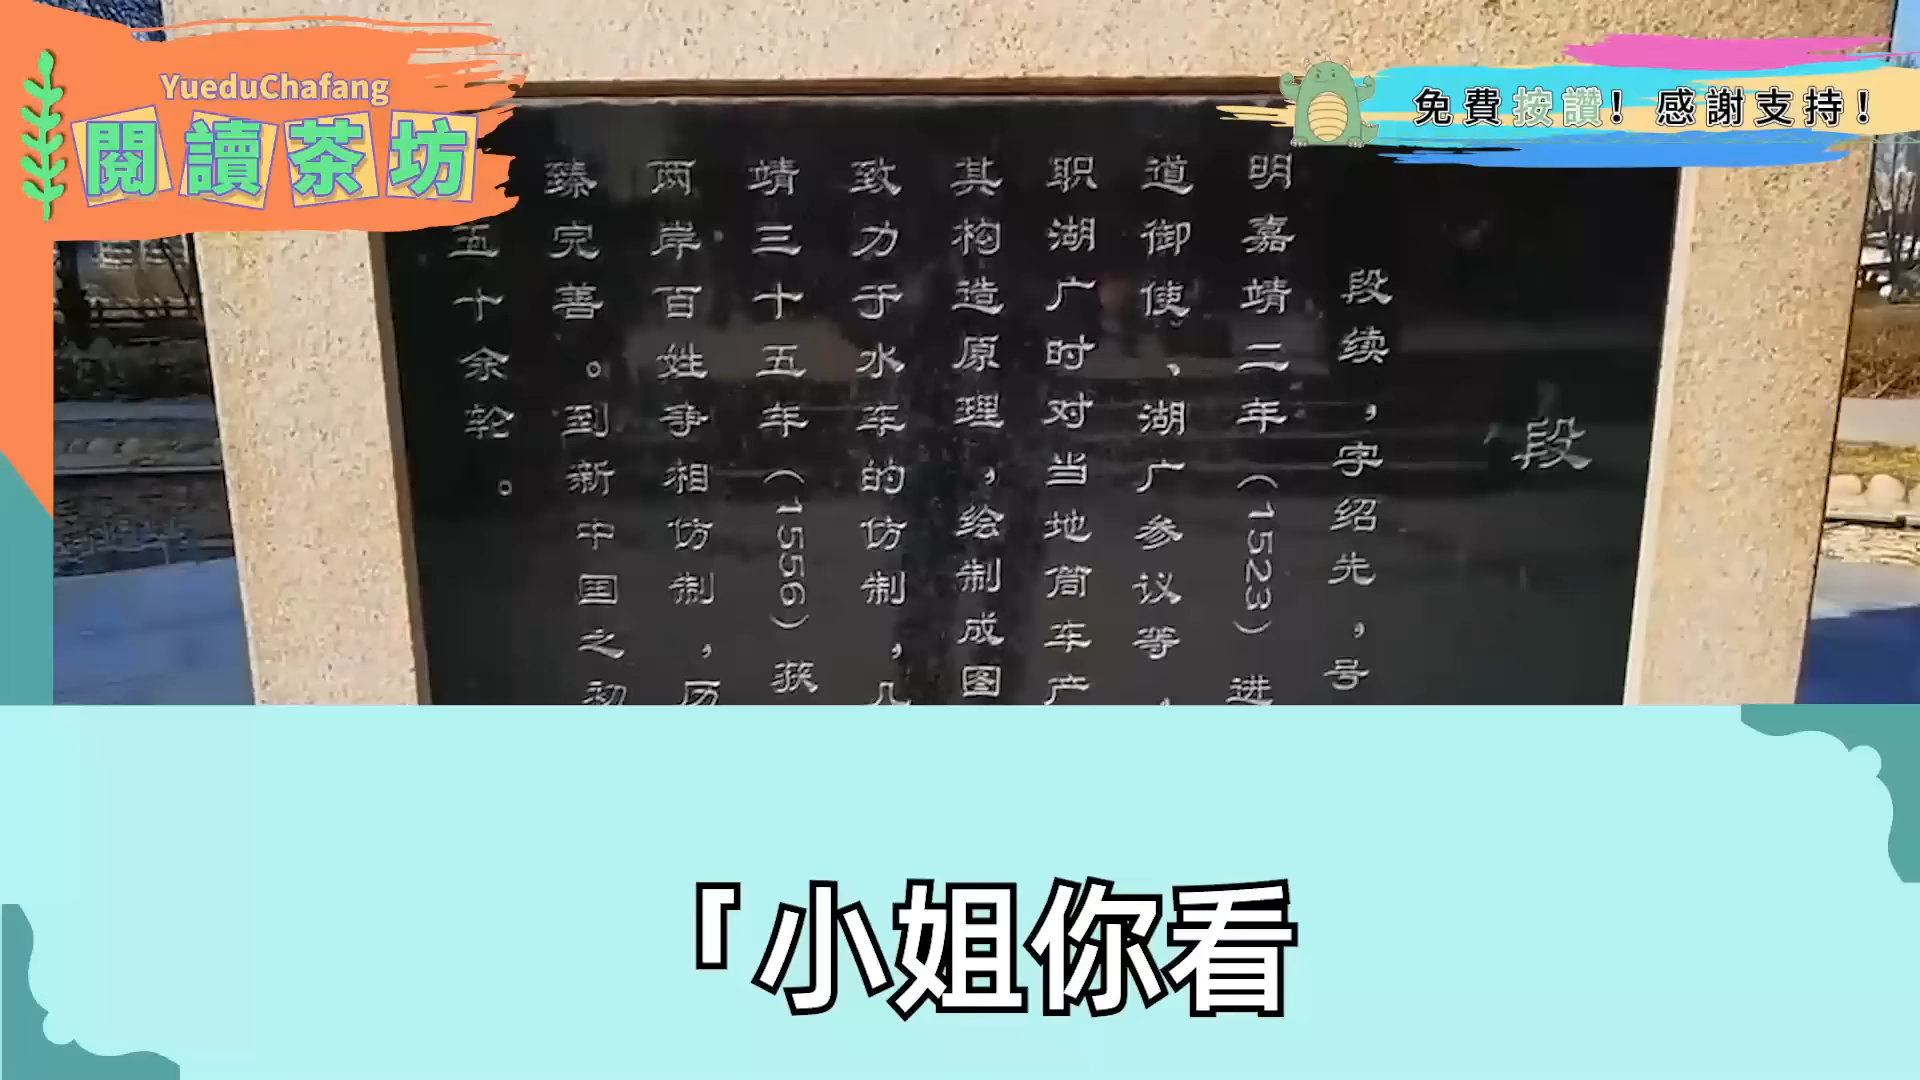 YueduChafang
閱讀茶坊
免費按讚！感謝支持！
段
段续，字绍先，号
明嘉靖二年（1523）进
道御使、湖广参议等，
职湖广时对当地筒车产
其构造原理，绘制成图
致力于水车的仿制，几
靖三十五年（1556）获
两岸百姓争相仿制，历
臻完善。到新中国之初
五十余轮。
「小姐你看